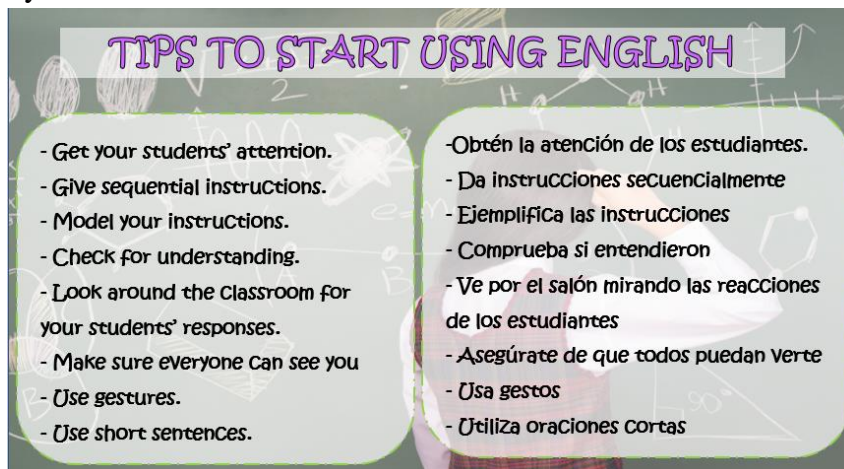 TIPS TO START USING ENGLISH
- Get your students' attention.
- Give sequential instructions.
- Model your instructions.
- Check for understanding.
- Look around the classroom for
your students' responses.
- Make sure everyone can see you
- Use gestures.
- Use short sentences.
-Obtén la atención de los estudiantes.
- Da instrucciones secuencialmente
- Ejemplifica las instrucciones
- Comprueba si entendieron
- Ve por el salón mirando las reacciones
de los estudiantes
- Asegúrate de que todos puedan verte
- Usa gestos
- Utiliza oraciones cortas
2
H
H
B
90°